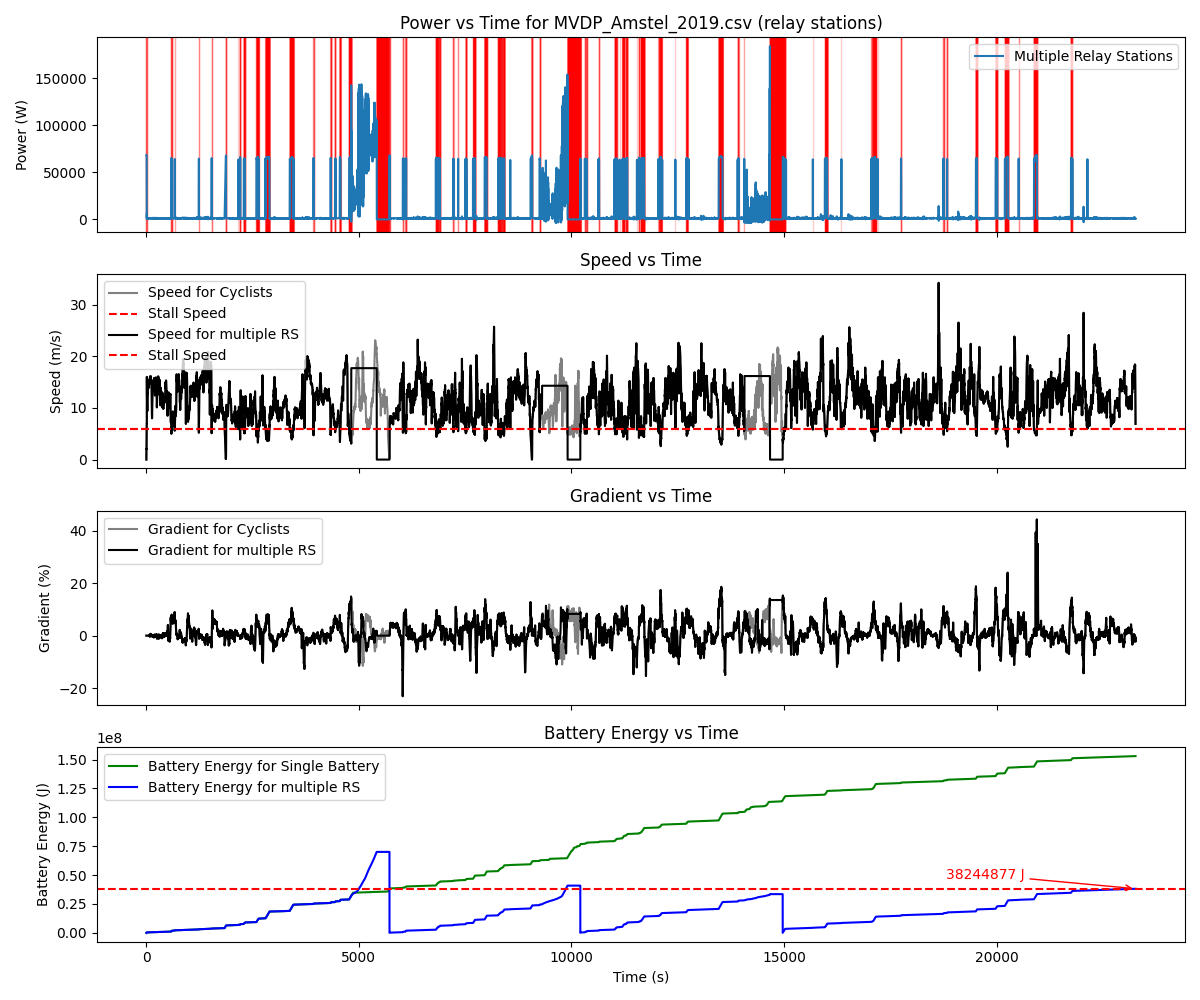 Power vs Time for MVDP_Amstel_2019.csv (relay stations)
150000
100000
50000
0
Power (W)
Multiple Relay Stations
Speed vs Time
30
20
10
0
Speed (m/s)
Speed for Cyclists
Stall Speed
Speed for multiple RS
Stall Speed
Gradient vs Time
40
20
0
−20
Gradient (%)
Gradient for Cyclists
Gradient for multiple RS
Battery Energy vs Time
1e8
1.50
1.25
1.00
0.75
0.50
0.25
0.00
Battery Energy (J)
Battery Energy for Single Battery
Battery Energy for multiple RS
38244877 J
0 5000 10000 15000 20000
Time (s)